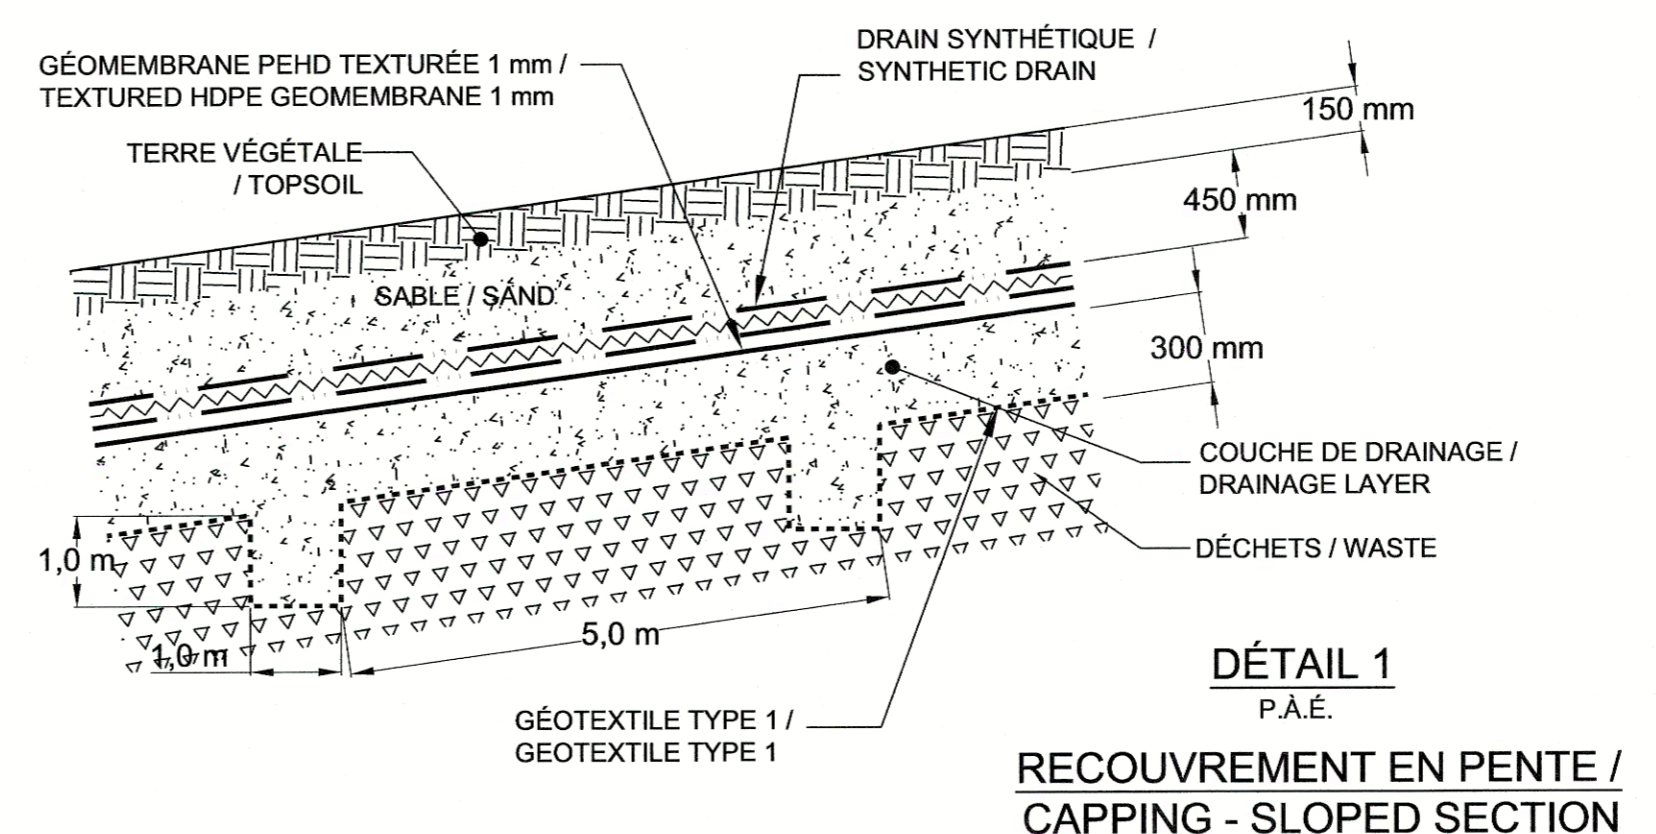 GÉOMEMBRANE PEHD TEXTURÉE 1 mm /
TEXTURED HDPE GEOMEMBRANE 1 mm
DRAIN SYNTHÉTIQUE /
SYNTHETIC DRAIN
TERRE VÉGÉTALE
/ TOPSOIL
150 mm
450 mm
SABLE / SAND
300 mm
COUCHE DE DRAINAGE /
DRAINAGE LAYER
DÉCHETS / WASTE
1,0 m
1,0 m
5,0 m
GÉOTEXTILE TYPE 1 /
GEOTEXTILE TYPE 1
DÉTAIL 1
P.À.É.
RECOUVREMENT EN PENTE /
CAPPING - SLOPED SECTION